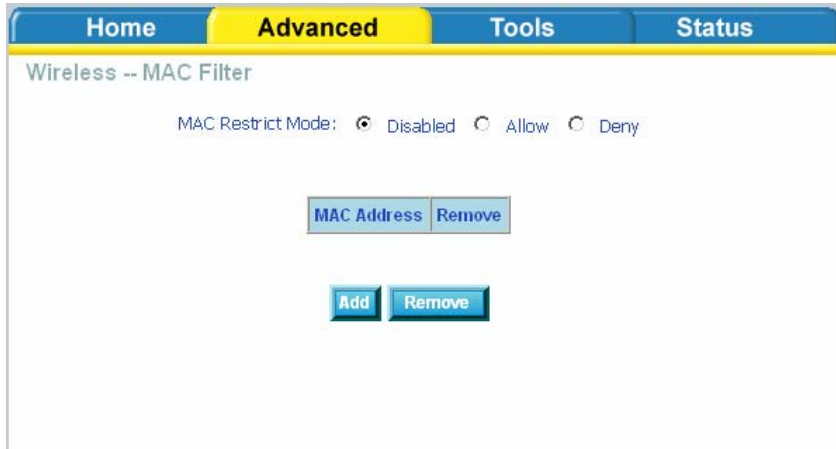 Home Advanced Tools Status
Wireless -- MAC Filter
MAC Restrict Mode: Disabled Allow Deny
MAC Address Remove
Add Remove